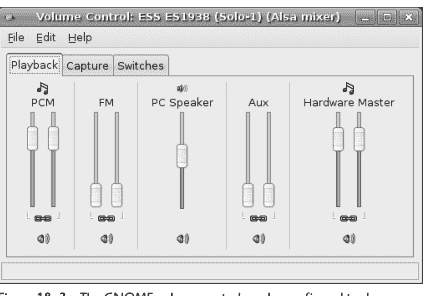 Volume Control: ESS ES1938 (Solo-1) (Alsa mixer)
File Edit Help
Playback Capture Switches
PCM FM PC Speaker Aux Hardware Master